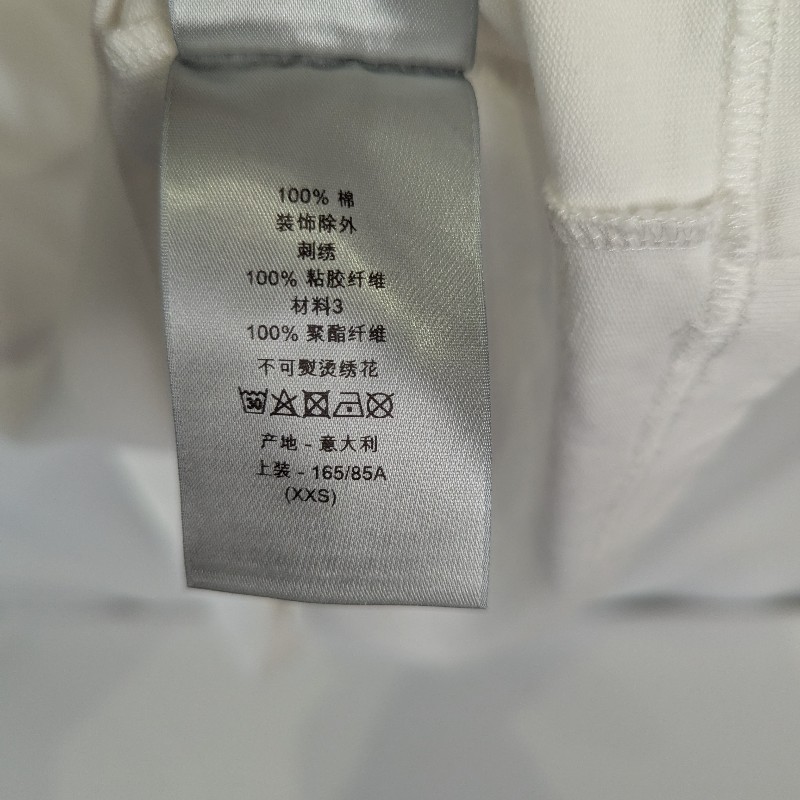 100% 棉
装饰除外
刺绣
100% 粘胶纤维
材料3
100% 聚酯纤维
不可熨烫绣花
30
产地 - 意大利
上装 - 165/85A
(XXS)